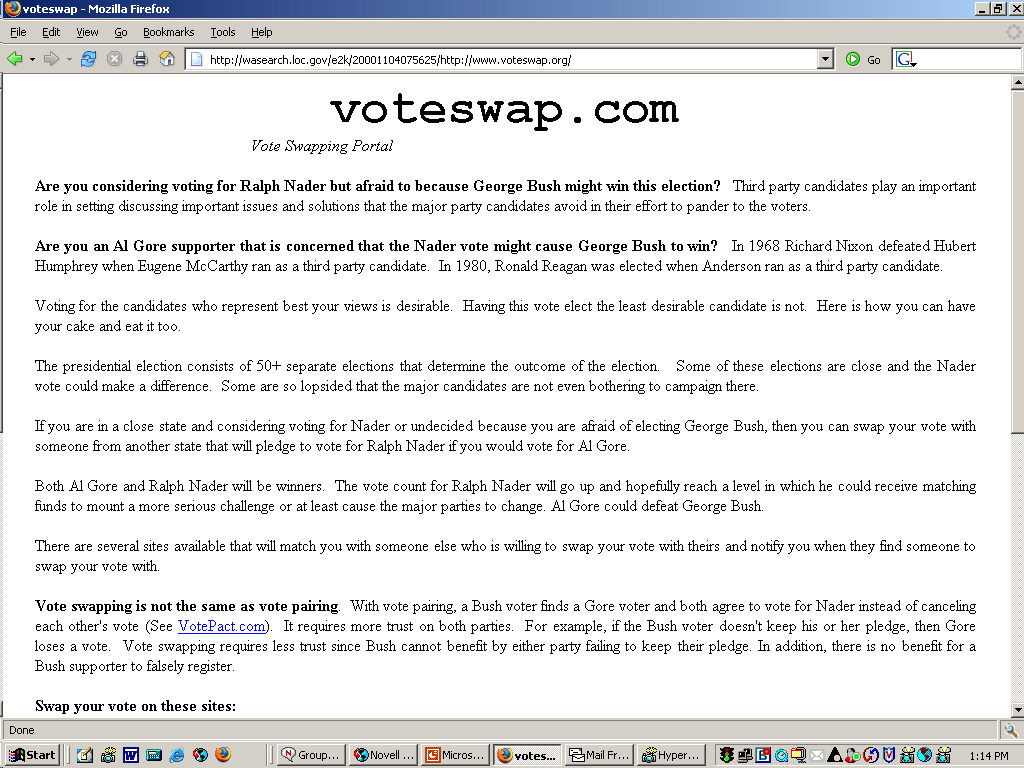 voteswap - Mozilla Firefox
File Edit View Go Bookmarks Tools Help
http://wasearch.loc.gov/e2k/20001104075625/http://www.voteswap.org/ Go G
voteswap.com
Vote Swapping Portal
Are you considering voting for Ralph Nader but afraid to because George Bush might win this election? Third party candidates play an important
role in setting discussing important issues and solutions that the major party candidates avoid in their effort to pander to the voters.
Are you an Al Gore supporter that is concerned that the Nader vote might cause George Bush to win? In 1968 Richard Nixon defeated Hubert
Humphrey when Eugene McCarthy ran as a third party candidate. In 1980, Ronald Reagan was elected when Anderson ran as a third party candidate.
Voting for the candidates who represent best your views is desirable. Having this vote elect the least desirable candidate is not. Here is how you can have
your cake and eat it too.
The presidential election consists of 50+ separate elections that determine the outcome of the election. Some of these elections are close and the Nader
vote could make a difference. Some are so lopsided that the major candidates are not even bothering to campaign there.
If you are in a close state and considering voting for Nader or undecided because you are afraid of electing George Bush, then you can swap your vote with
someone from another state that will pledge to vote for Ralph Nader if you would vote for Al Gore.
Both Al Gore and Ralph Nader will be winners. The vote count for Ralph Nader will go up and hopefully reach a level in which he could receive matching
funds to mount a more serious challenge or at least cause the major parties to change. Al Gore could defeat George Bush.
There are several sites available that will match you with someone else who is willing to swap your vote with theirs and notify you when they find someone to
swap your vote with.
Vote swapping is not the same as vote pairing. With vote pairing, a Bush voter finds a Gore voter and both agree to vote for Nader instead of canceling
each other's vote (See VotePact.com). It requires more trust on both parties. For example, if the Bush voter doesn't keep his or her pledge, then Gore
loses a vote. Vote swapping requires less trust since Bush cannot benefit by either party failing to keep their pledge. In addition, there is no benefit for a
Bush supporter to falsely register.
Swap your vote on these sites:
Done
Start Group... Novell ... Micros... votes... Mail Fr... Hyper... 1:14 PM